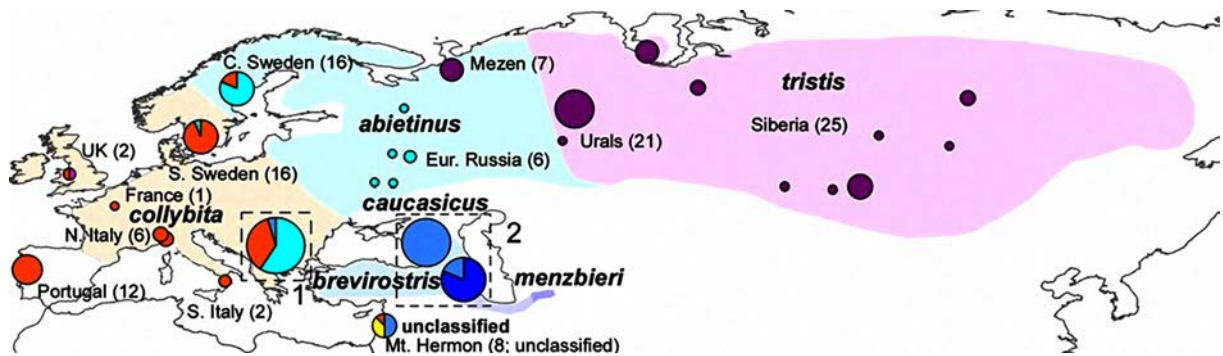 C. Sweden (16)
Mezen (7)
tristis
abietinus
Siberia (25)
Urals (21)
UK (2)
Eur. Russia (6)
S. Sweden (16)
France (1)
caucasicus
collybita
N. Italy (6)
2
brevirostris
menzbieri
Portugal (12)
1
S. Italy (2)
unclassified
Mt. Hermon (8; unclassified)